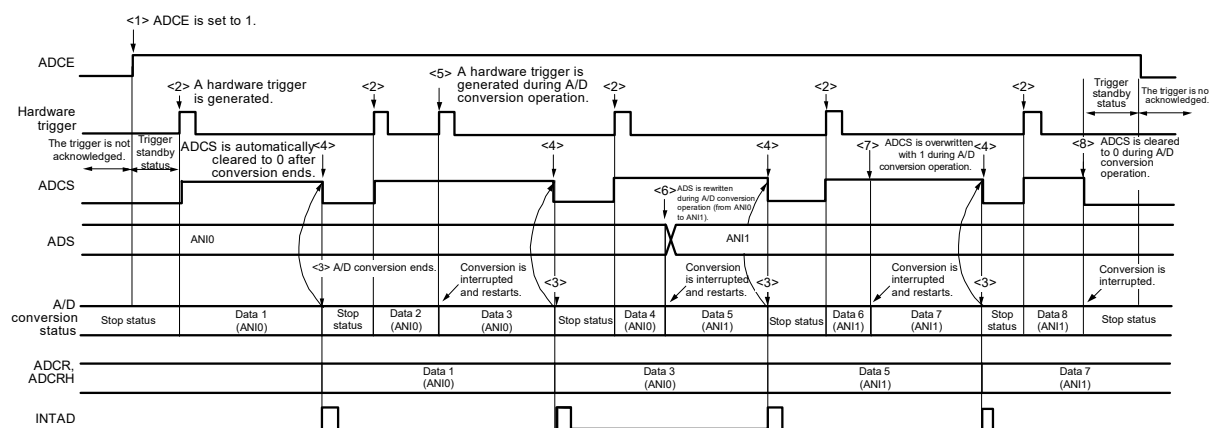 <1> ADCE is set to 1.
ADCE
<2> A hardware trigger
is generated.
<2>
<5> A hardware trigger is
generated during A/D
conversion operation.
<2>
<2>
<2>
Trigger
standby
status
The trigger is no
acknowledged.
Hardware
trigger
The trigger is not
acknowledged.
Trigger
standby
status
ADCS is automatically
cleared to 0 after
conversion ends.
<4>
<4>
<4>
<7> ADCS is overwritten
with 1 during A/D
conversion operation.
<4>
<8> ADCS is cleared
to 0 during A/D
conversion
operation.
ADCS
<6> ADS is rewritten
during A/D conversion
operation (from ANI0
to ANI1).
ADS
ANI0
ANI1
<3> A/D conversion ends.
Conversion is
interrupted
and restarts.
<3>
Conversion
is interrupted
and restarts.
<3>
Conversion is
interrupted
and restarts.
<3>
Conversion is
interrupted.
A/D
conversion
status
Stop status
Data 1
(ANI0)
Stop
status
Data 2
(ANI0)
Data 3
(ANI0)
Stop status
Data 4
(ANI0)
Data 5
(ANI1)
Stop status
Data 6
(ANI1)
Data 7
(ANI1)
Stop
status
Data 8
(ANI1)
Stop status
ADCR,
ADCRH
Data 1
(ANI0)
Data 3
(ANI0)
Data 5
(ANI1)
Data 7
(ANI1)
INTAD